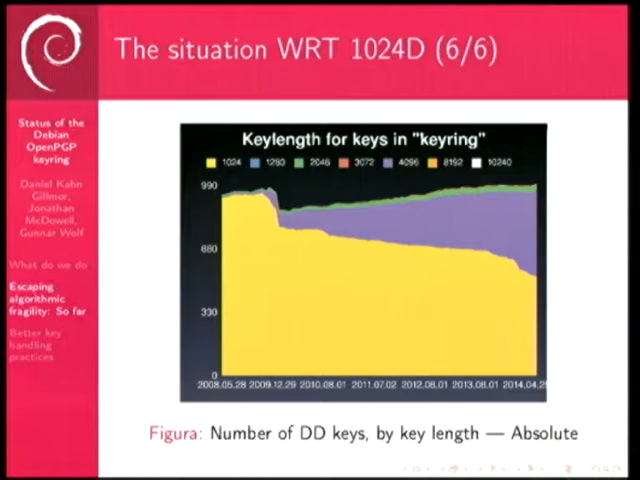 The situation WRT 1024D (6/6)
Status of the
Debian
OpenPGP
keyring
Daniel Kahn
Gillmor,
Jonathan
McDowell,
Gunnar Wolf
What do we do
Escaping
algorithmic
fragility: So far
Better key
handling
practices
Keylength for keys in "keyring"
1024 1280 2048 3072 4096 8192 10240
990
660
330
0
2008.05.28 2009.12.29 2010.08.01 2011.07.02 2012.08.01 2013.08.01 2014.04.25
Figura: Number of DD keys, by key length — Absolute